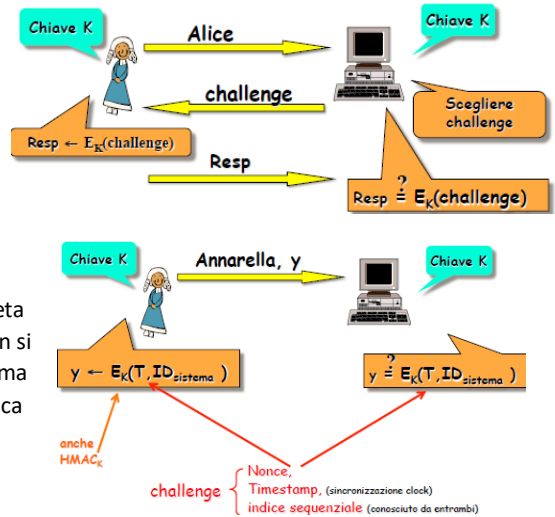 Chiave K
Alice
Chiave K
challenge
Scegliere
challenge
Resp ← E_K(challenge)
Resp
?
Resp = E_K(challenge)
Chiave K
Annarella, y
Chiave K
eta
n si
ma
ca
y ← E_K(T,ID_sistema )
?
y = E_K(T,ID_sistema )
anche
HMAC_K
challenge { Nonce,
Timestamp, (sincronizzazione clock)
indice sequenziale (conosciuto da entrambi)